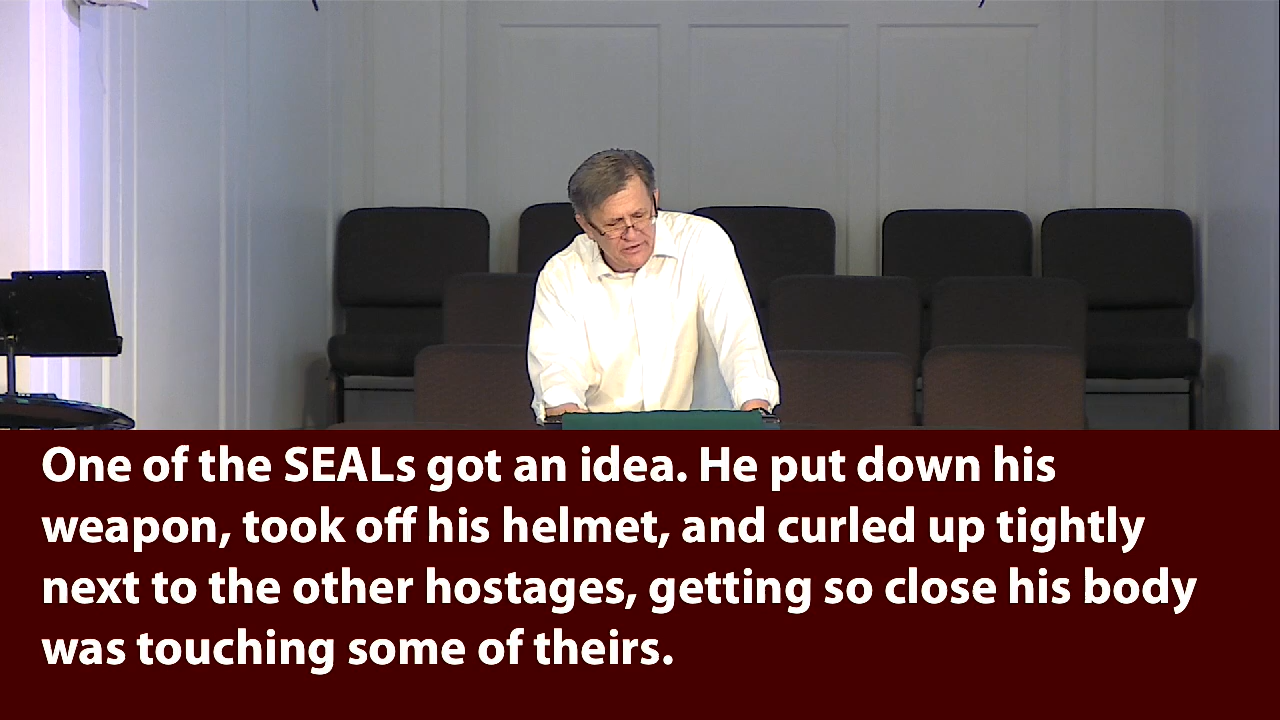 One of the SEALs got an idea. He put down his
weapon, took off his helmet, and curled up tightly
next to the other hostages, getting so close his body
was touching some of theirs.